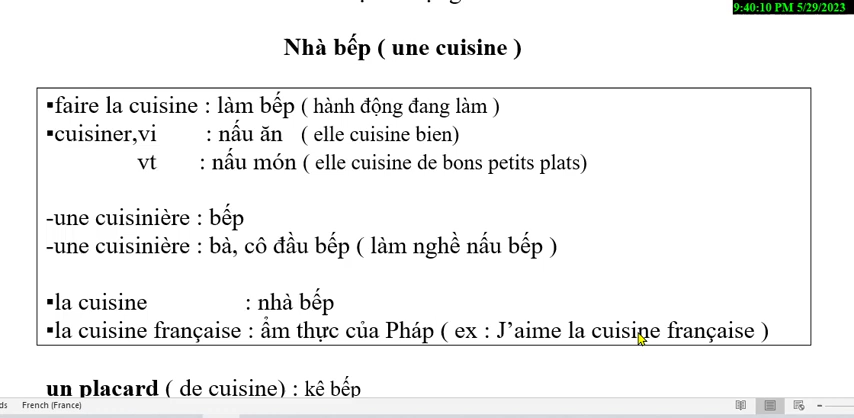 9:40:10 PM 5/29/2023
Nhà bếp ( une cuisine )
▪faire la cuisine : làm bếp ( hành động đang làm )
▪cuisiner,vi : nấu ăn ( elle cuisine bien)
vt : nấu món ( elle cuisine de bons petits plats)
-une cuisinière : bếp
-une cuisinière : bà, cô đầu bếp ( làm nghề nấu bếp )
▪la cuisine : nhà bếp
▪la cuisine française : ẩm thực của Pháp ( ex : J’aime la cuisine française )
un placard ( de cuisine) : kê bếp
French (France)